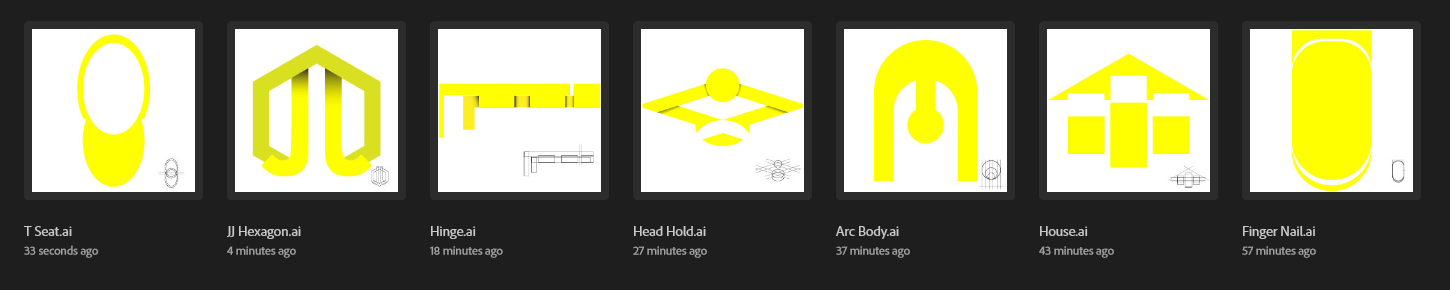 T Seat.ai
33 seconds ago
JJ Hexagon.ai
4 minutes ago
Hinge.ai
18 minutes ago
Head Hold.ai
27 minutes ago
Arc Body.ai
37 minutes ago
House.ai
43 minutes ago
Finger Nail.ai
57 minutes ago